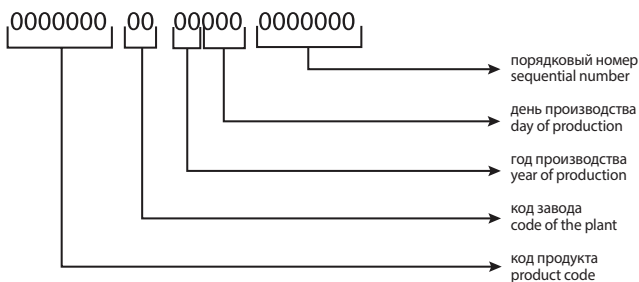 0000000 00 00000 0000000
порядковый номер
sequential number
день производства
day of production
год производства
year of production
код завода
code of the plant
код продукта
product code